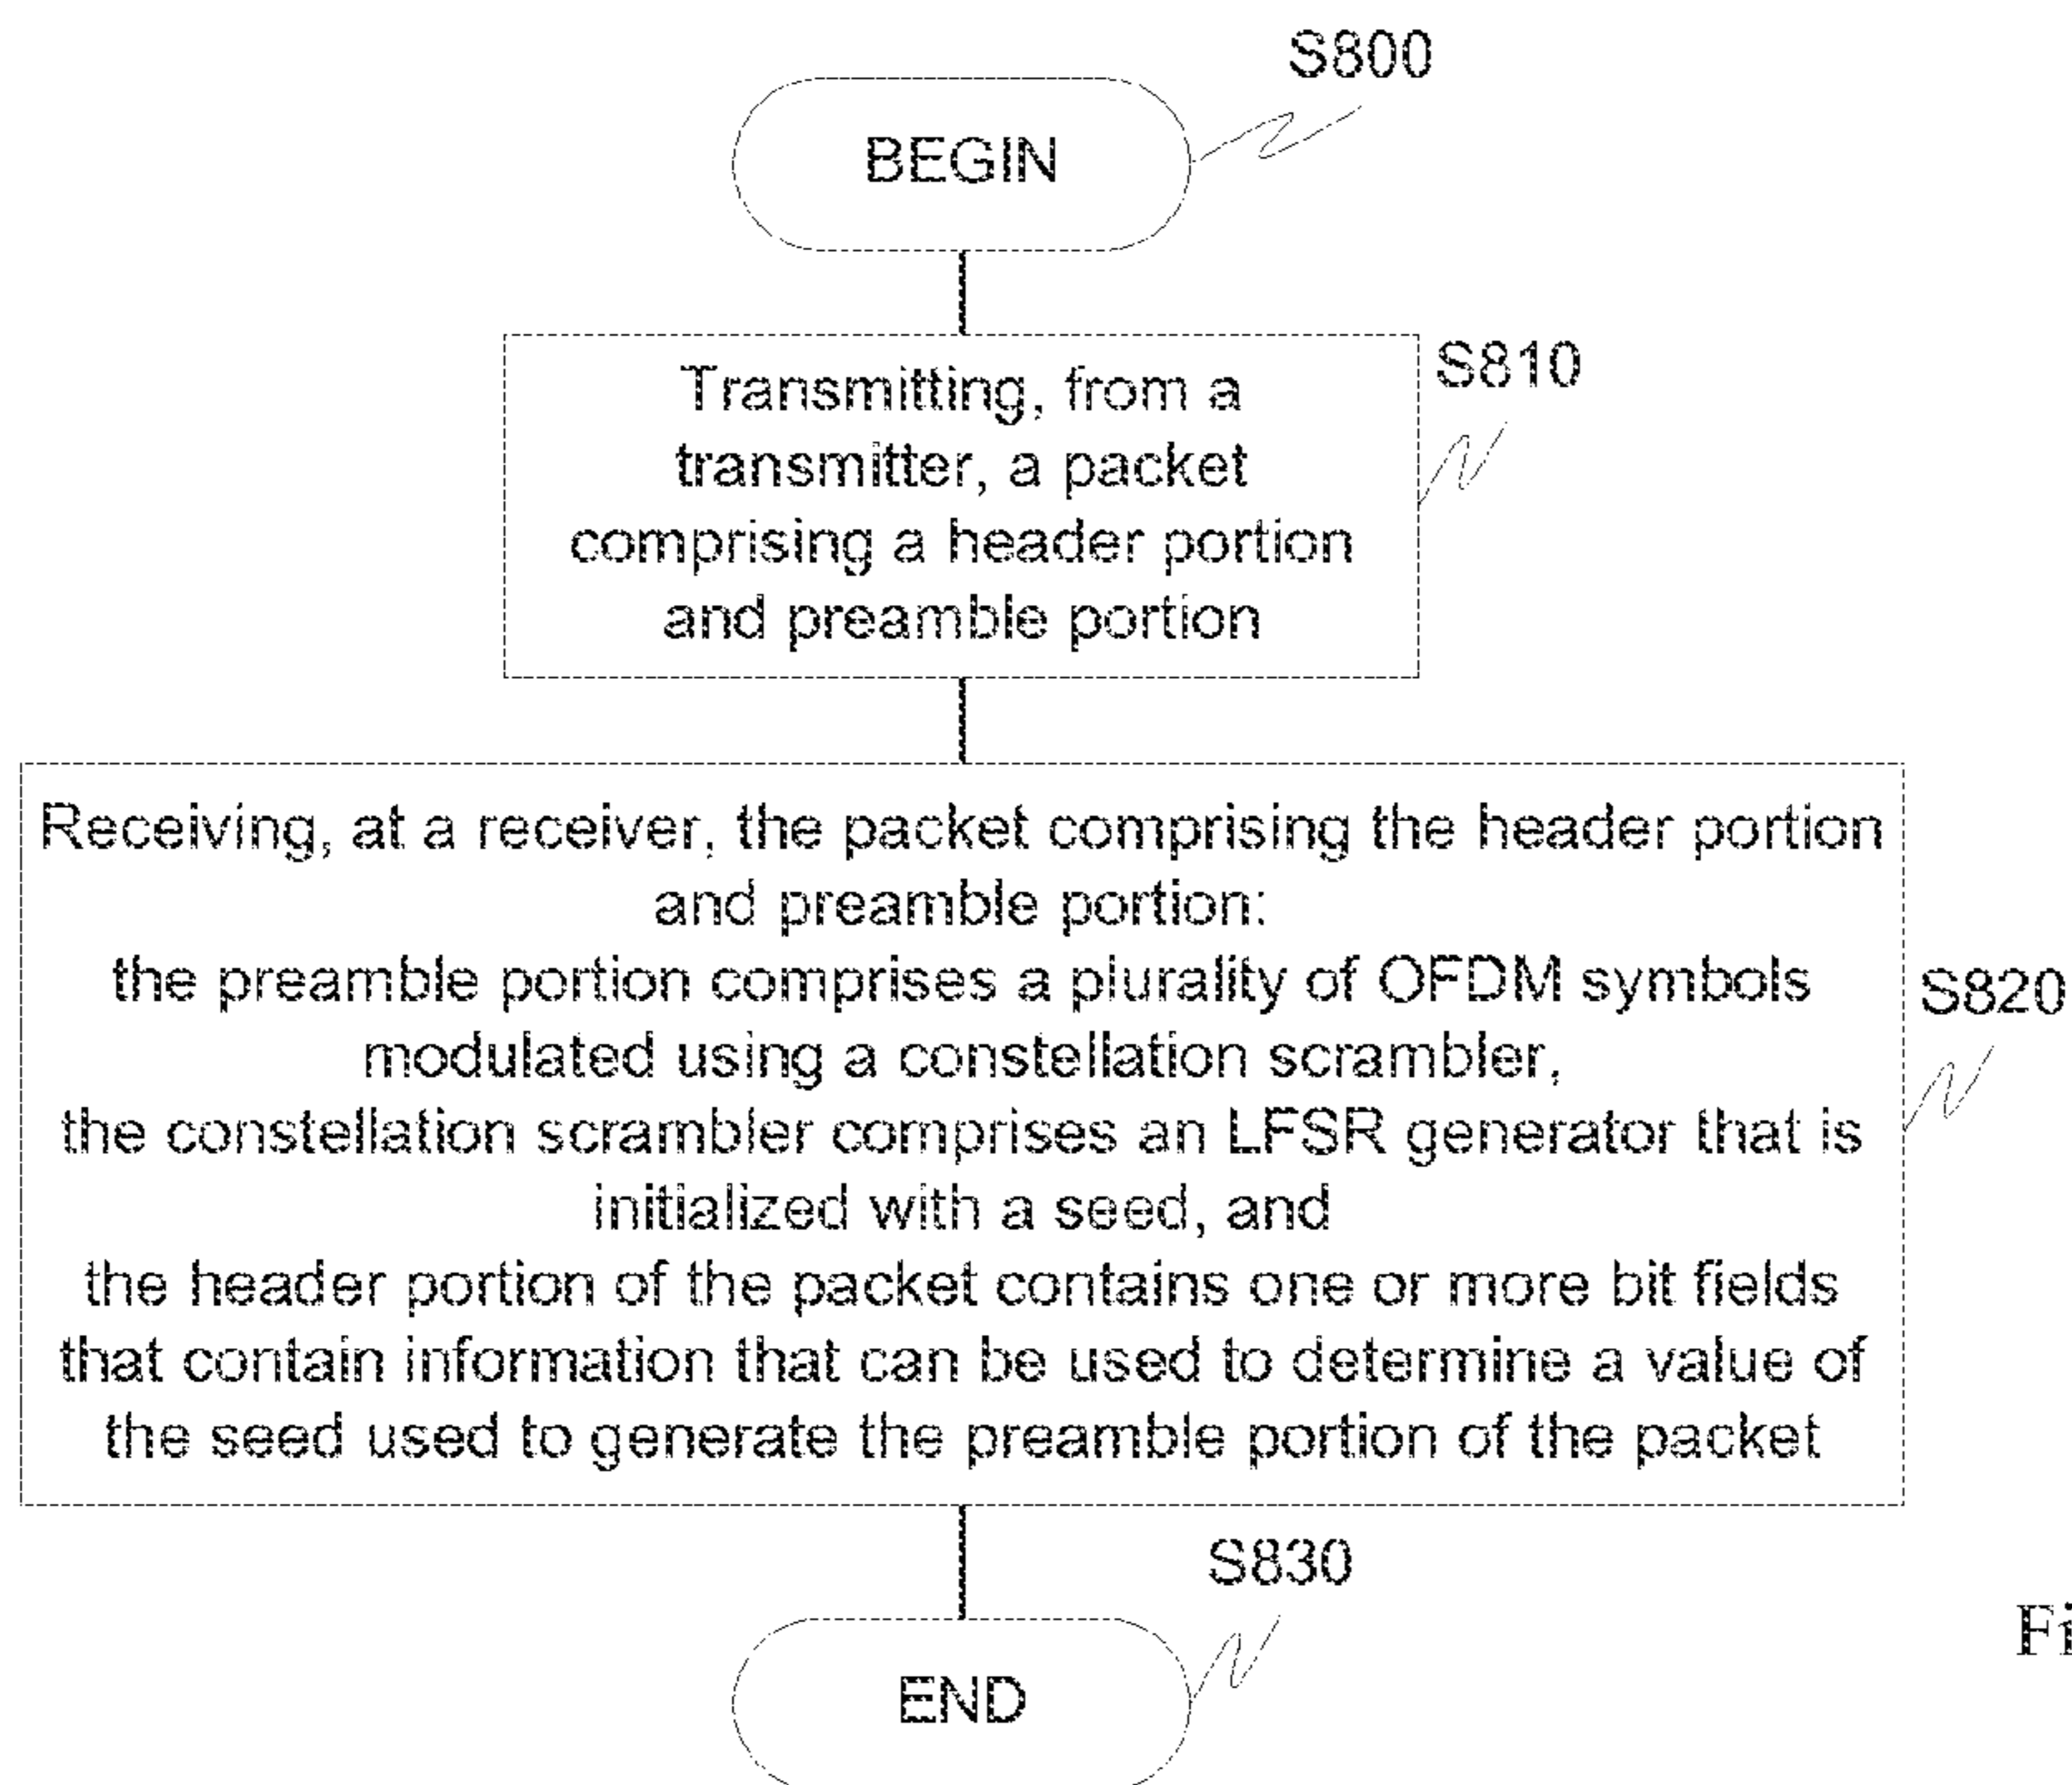 S800
BEGIN
S810
Transmitting, from a
transmitter, a packet
comprising a header portion
and preamble portion
Receiving, at a receiver, the packet comprising the header portion
and preamble portion:
the preamble portion comprises a plurality of OFDM symbols
modulated using a constellation scrambler,
the constellation scrambler comprises an LFSR generator that is
initialized with a seed, and
the header portion of the packet contains one or more bit fields
that contain information that can be used to determine a value of
the seed used to generate the preamble portion of the packet
S820
S830
END